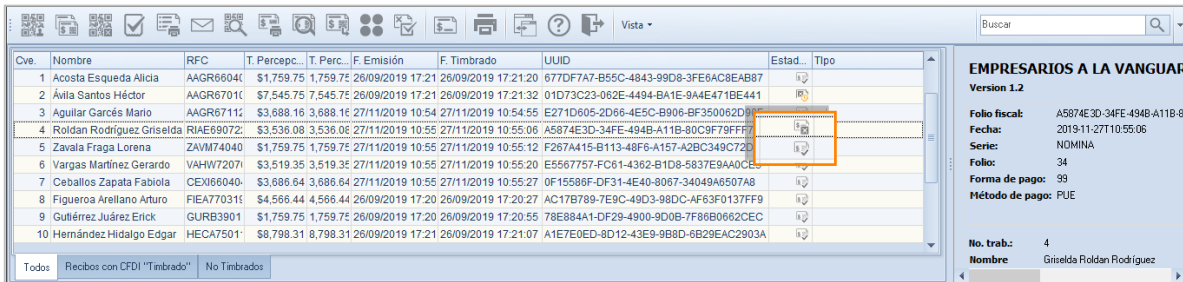 Vista
Buscar
Cve. Nombre RFC T. Percepc... T. Perc... F. Emisión F. Timbrado UUID Estad... Tipo
1 Acosta Esqueda Alicia AAGR6604( $1,759.75 1,759.75 26/09/2019 17:21 26/09/2019 17:21:20 677DF7A7-B55C-4843-99D8-3FE6AC8EAB87
2 Ávila Santos Héctor AAGR6701( $7,545.75 7,545.75 26/09/2019 17:21 26/09/2019 17:21:32 01D73C23-062E-4494-BA1E-9A4E471BE441
3 Aguilar Garcés Mario AAGR67112 $3,688.16 3,688.16 27/11/2019 10:54 27/11/2019 10:54:55 E271D605-2D66-4E5C-B906-BF350062D
4 Roldan Rodríguez Griselda RIAE69072: $3,536.08 3,536.08 27/11/2019 10:55 27/11/2019 10:55:06 A5874E3D-34FE-494B-A11B-80C9F79FFF7
5 Zavala Fraga Lorena ZAVM74040 $1,759.75 1,759.75 27/11/2019 10:55 27/11/2019 10:55:12 F267A415-B113-48F6-A157-A2BC349C72D
6 Vargas Martínez Gerardo VAHW7207( $3,519.35 3,519.35 27/11/2019 10:55 27/11/2019 10:55:20 E5567757-FC61-4362-B1D8-5837E9AA0CE
7 Ceballos Zapata Fabiola CEXI66040 $3,686.64 3,686.64 27/11/2019 10:55 27/11/2019 10:55:27 0F15586F-DF31-4E40-8067-34049A6507A8
8 Figueroa Arellano Arturo FIEA770319 $4,566.44 4,566.44 26/09/2019 17:20 26/09/2019 17:20:27 AC17B789-7E9C-49D3-98DC-AF63F0137FF9
9 Gutiérrez Juárez Erick GURB3901 $1,759.75 1,759.75 26/09/2019 17:20 26/09/2019 17:20:55 78E884A1-DF29-4900-9D0B-7F86B0662CEC
10 Hernández Hidalgo Edgar HECA7501 $8,798.31 8,798.31 26/09/2019 17:21 26/09/2019 17:21:07 A1E7E0ED-8D12-43E9-9B8D-6B29EAC2903A
Todos Recibos con CFDI "Timbrado" No Timbrados
EMPRESARIOS A LA VANGUAR
Version 1.2
Folio fiscal: A5874E3D-34FE-494B-A11B-8
Fecha: 2019-11-27T10:55:06
Serie: NOMINA
Folio: 34
Forma de pago: 99
Método de pago: PUE
No. trab.: 4
Nombre Griselda Roldan Rodríguez